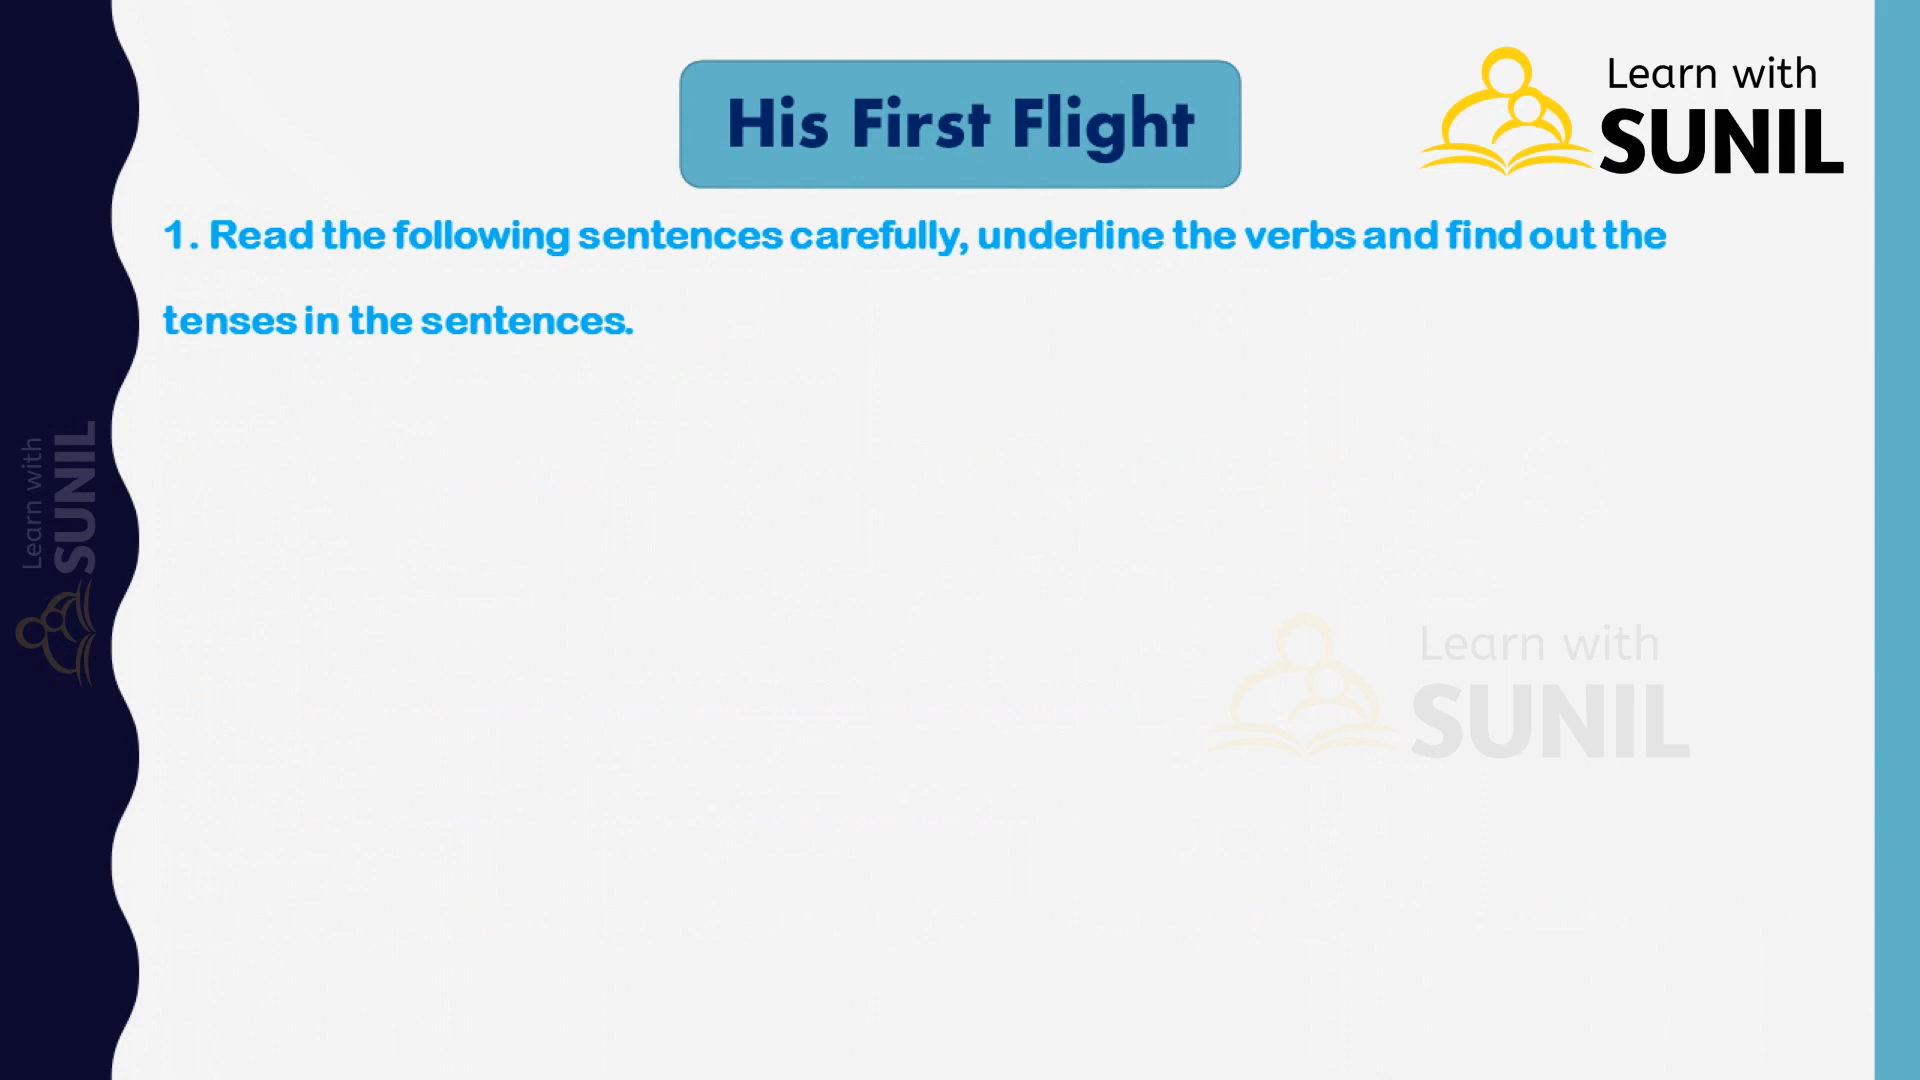 His First Flight
Learn with
SUNIL
1. Read the following sentences carefully, underline the verbs and find out the
tenses in the sentences.
Learn with
SUNIL
Learn with
SUNIL